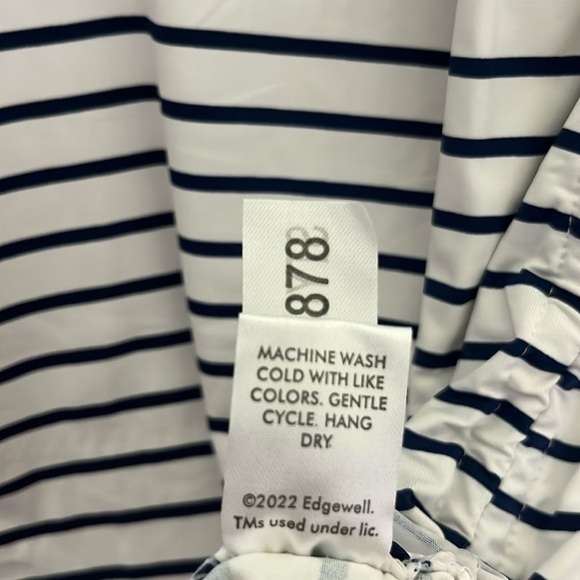 878
MACHINE WASH
COLD WITH LIKE
COLORS. GENTLE
CYCLE. HANG
DRY.
©2022 Edgewell.
TMs used under lic.